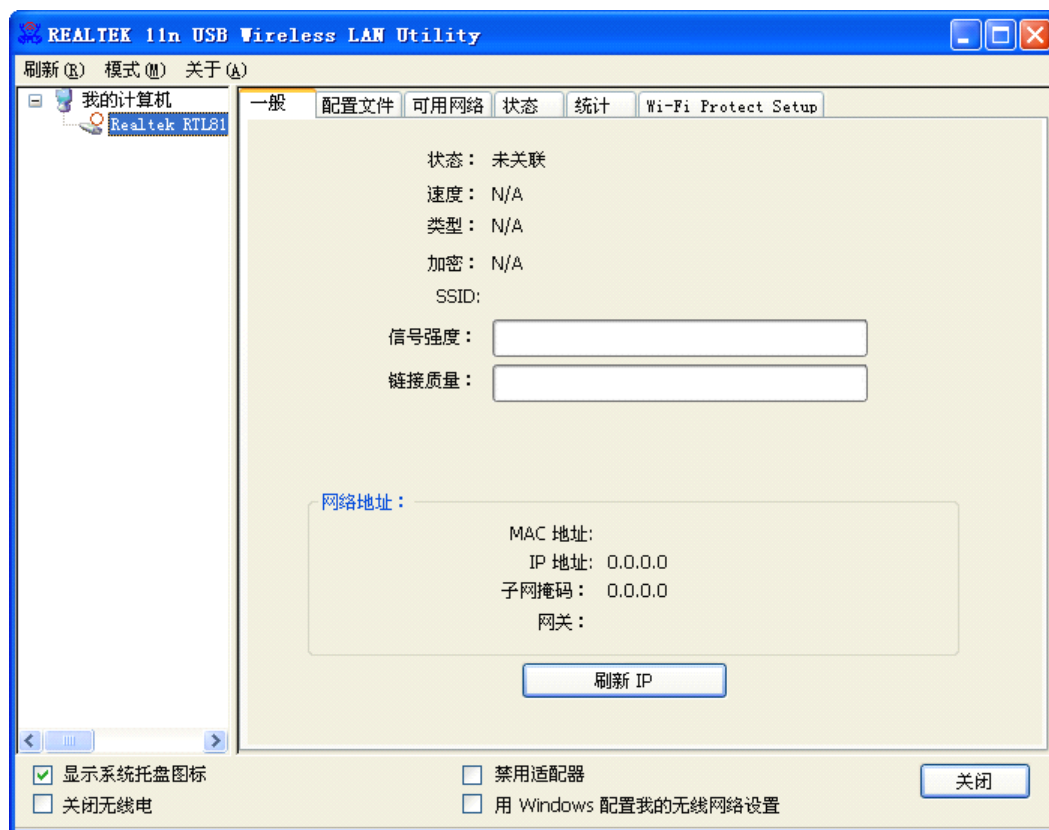 REALTEK 11n USB Wireless LAN Utility
刷新(R) 模式(M) 关于(A)
我的计算机
Realtek RTL81
一般 配置文件 可用网络 状态 统计 Wi-Fi Protect Setup
状态： 未关联
速度： N/A
类型： N/A
加密： N/A
SSID:
信号强度：
链接质量：
网络地址：
MAC 地址:
IP 地址: 0.0.0.0
子网掩码： 0.0.0.0
网关：
刷新 IP
显示系统托盘图标 禁用适配器 关闭
关闭无线电 用 Windows 配置我的无线网络设置